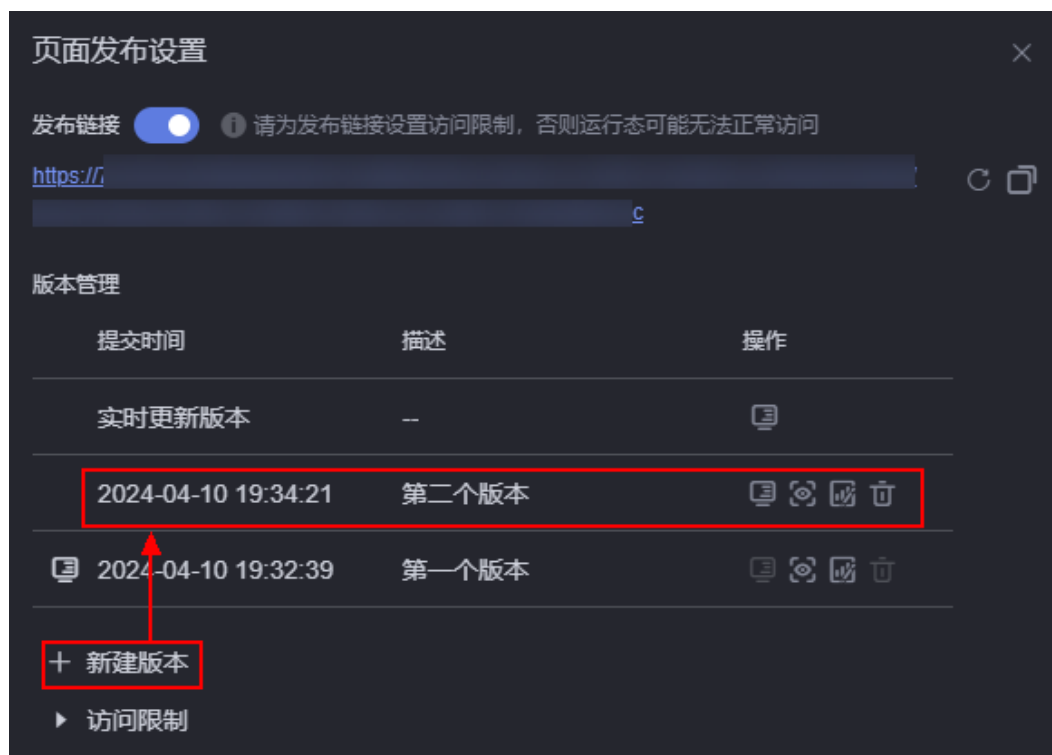 页面发布设置
发布链接 请为发布链接设置访问限制，否则运行态可能无法正常访问
https://
c
版本管理
提交时间 描述 操作
实时更新版本 --
2024-04-10 19:34:21 第二个版本
2024-04-10 19:32:39 第一个版本
+ 新建版本
访问限制